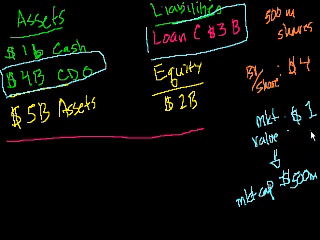 Assets
$1b Cash
$4B CDO
$5B Assets
Liabilities
Loan C $3B
Equity
$2B
500 m
shares
BV/
share: $4
mkt. $1
value:
mkt cap $500m